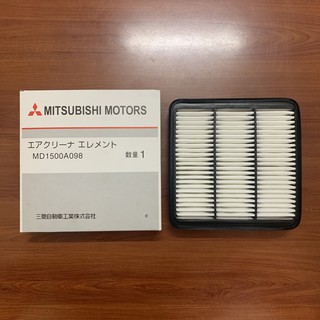 MITSUBISHI MOTORS
エアクリーナ エレメント
MD1500A098
数量 1
三菱自動車工業株式会社